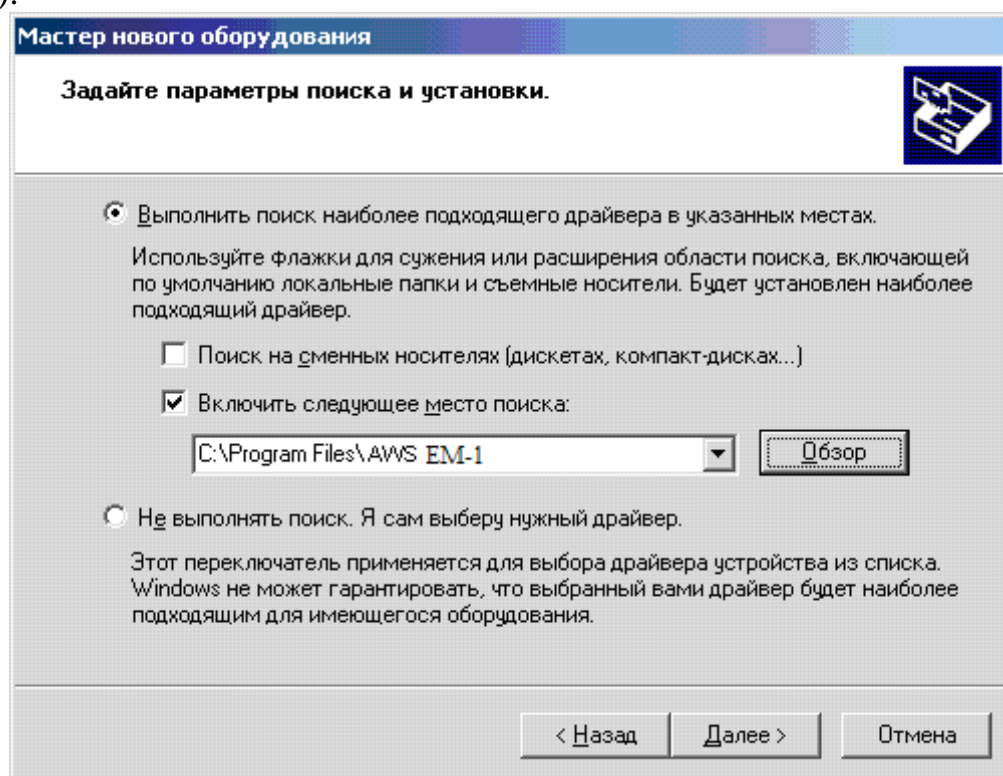 ).
Мастер нового оборудования
Задайте параметры поиска и установки.
Выполнить поиск наиболее подходящего драйвера в указанных местах.
Используйте флажки для сужения или расширения области поиска, включающей
по умолчанию локальные папки и съемные носители. Будет установлен наиболее
подходящий драйвер.
Поиск на сменных носителях (дискетах, компакт-дисках...)
Включить следующее место поиска:
C:\Program Files\AWS EM-1
Обзор
Не выполнять поиск. Я сам выберу нужный драйвер.
Этот переключатель применяется для выбора драйвера устройства из списка.
Windows не может гарантировать, что выбранный вами драйвер будет наиболее
подходящим для имеющегося оборудования.
< Назад Далее > Отмена